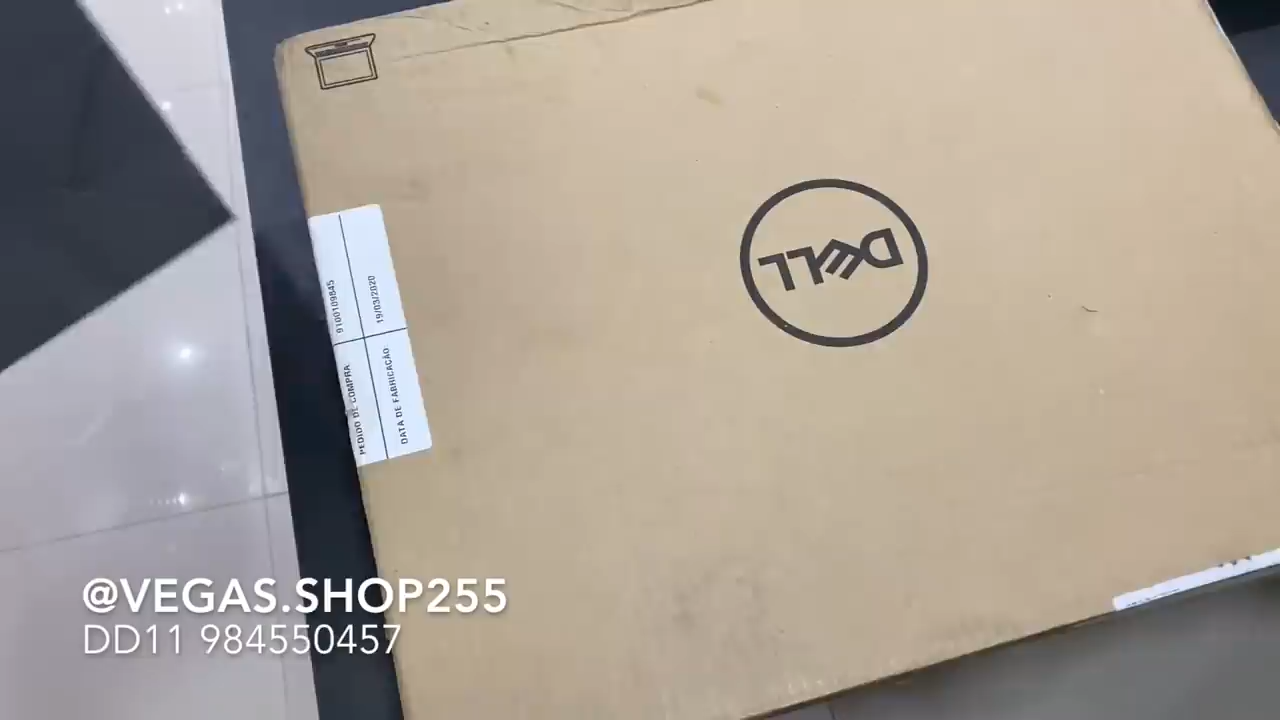 DELL
PEDIDO DE COMPRA 9100109845
DATA DE FABRICAÇÃO 19/03/2020
@VEGAS.SHOP255
DD11 984550457